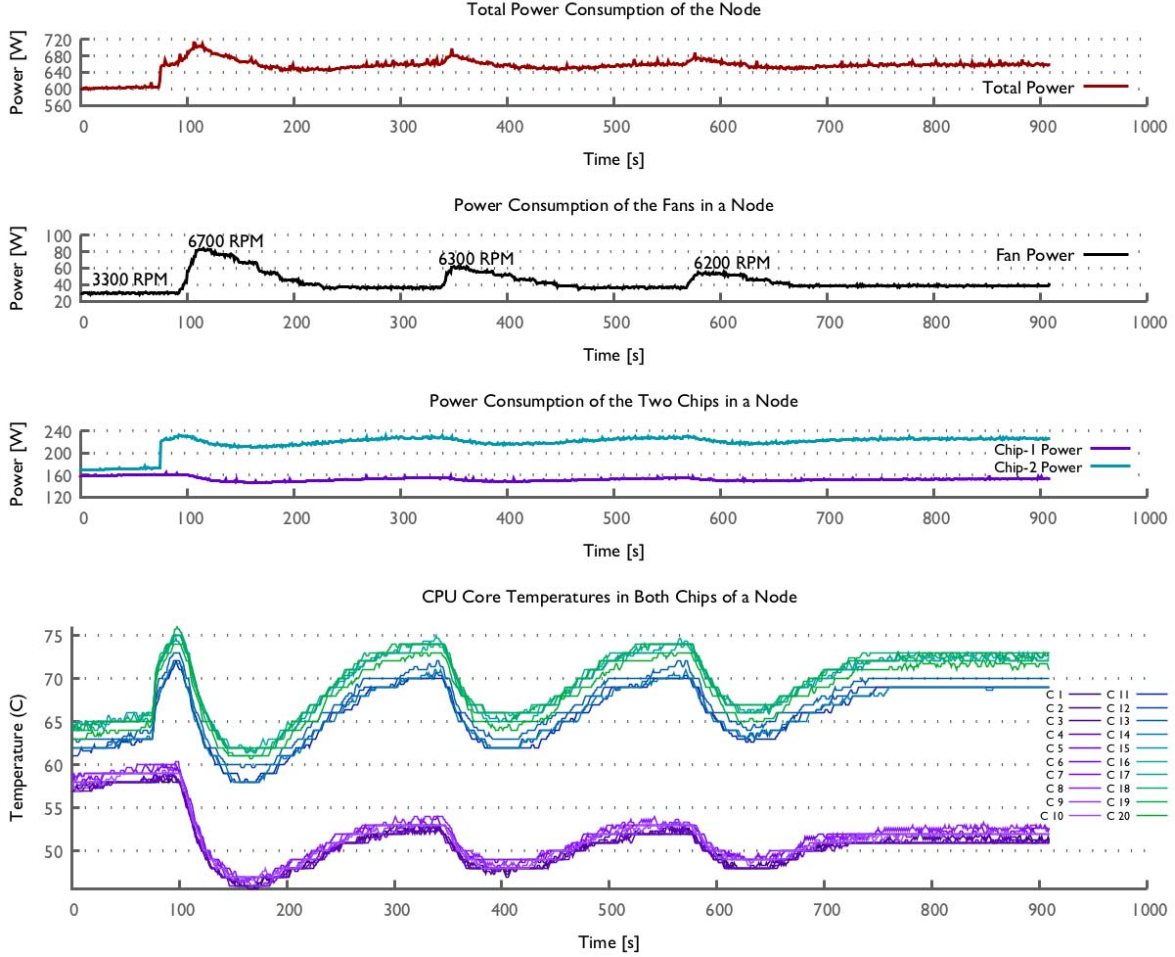 Total Power Consumption of the Node
Power [W]
720
680
640
600
560
Total Power
0 100 200 300 400 500 600 700 800 900 1000
Time [s]
Power Consumption of the Fans in a Node
Power [W]
100
80
60
40
20
3300 RPM
6700 RPM
6300 RPM
6200 RPM
Fan Power
0 100 200 300 400 500 600 700 800 900 1000
Time [s]
Power Consumption of the Two Chips in a Node
Power [W]
240
200
160
120
Chip-1 Power
Chip-2 Power
0 100 200 300 400 500 600 700 800 900 1000
Time [s]
CPU Core Temperatures in Both Chips of a Node
Temperature (C)
75
70
65
60
55
50
C 1 C 11
C 2 C 12
C 3 C 13
C 4 C 14
C 5 C 15
C 6 C 16
C 7 C 17
C 8 C 18
C 9 C 19
C 10 C 20
0 100 200 300 400 500 600 700 800 900 1000
Time [s]